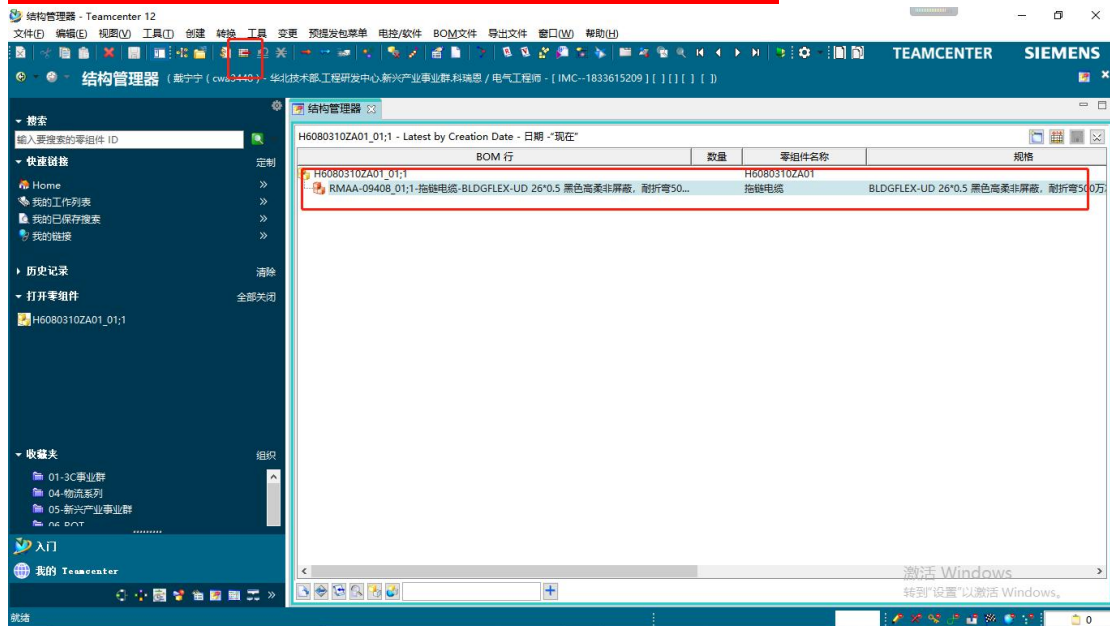 结构管理器 - Teamcenter 12
文件(F) 编辑(E) 视图(V) 工具(T) 创建 转换 工具 变更 预提发包菜单 电控/软件 BOM文件 导出文件 窗口(W) 帮助(H)
TEAMCENTER SIEMENS
结构管理器 ( 戴宁宁 ( - 华北技术部.工程研发中心.新兴产业事业群.科瑞恩 / 电气工程师 - [ IMC--1833615209 ] [ ] [ ] [ ] [ ])
搜索
输入要搜索的零组件 ID
快速链接 定制
Home
我的工作列表
我的已保存搜索
我的链接
历史记录 清除
打开零组件 全部关闭
H6080310ZA01_01;1
收藏夹 组织
01-3C事业群
04-物流系列
05-新兴产业事业群
入门
我的 Teamcenter
就绪
结构管理器
H6080310ZA01_01;1 - Latest by Creation Date - 日期 -"现在"
BOM 行 数量 零组件名称 规格
H6080310ZA01_01;1 H6080310ZA01
RMAA-09408_01;1-拖链电缆-BLDGFLEX-UD 26*0.5 黑色高柔非屏蔽，耐折弯50... 拖链电缆 BLDGFLEX-UD 26*0.5 黑色高柔非屏蔽，耐折弯500万
激活 Windows
转到"设置"以激活 Windows。
0